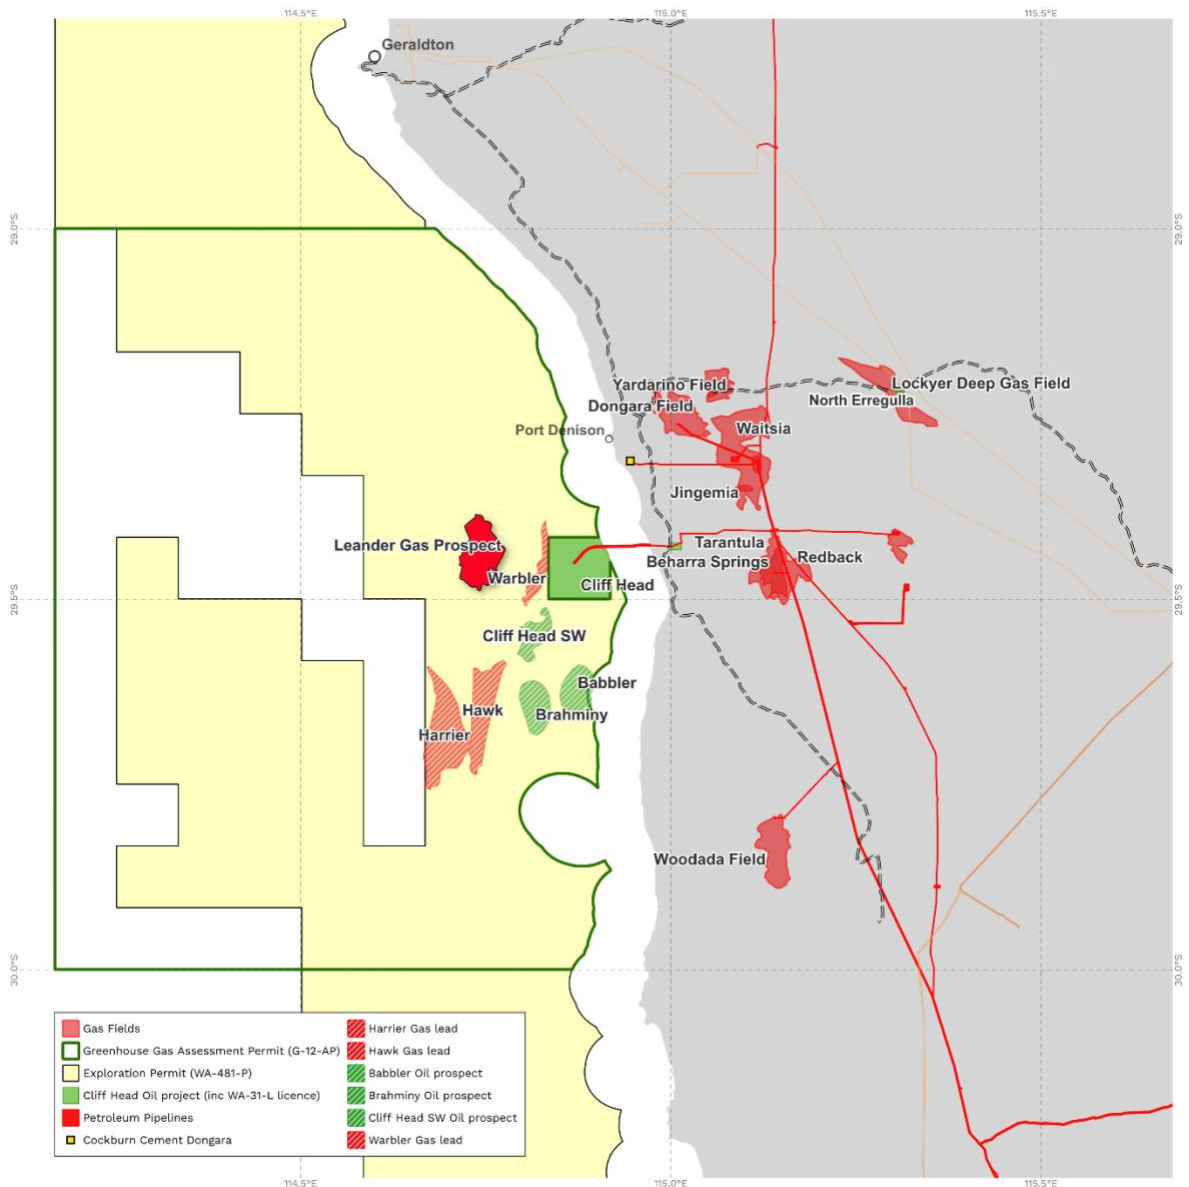 114.5°E
115.0°E
115.5°E
Geraldton
29.0°S
29.0°S
Yardarino Field
Lockyer Deep Gas Field
North Erregulla
Dongara Field
Waitsia
Port Denison
Jingemia
Leander Gas Prospect
Tarantula
Beharra Springs
Redback
Warbler
Cliff Head
29.5°S
29.5°S
Cliff Head SW
Babbler
Hawk
Brahminy
Harrier
Woodada Field
30.0°S
30.0°S
Gas Fields
Greenhouse Gas Assessment Permit (G-12-AP)
Exploration Permit (WA-481-P)
Cliff Head Oil project (inc WA-31-L licence)
Petroleum Pipelines
Cockburn Cement Dongara
Harrier Gas lead
Hawk Gas lead
Babbler Oil prospect
Brahminy Oil prospect
Cliff Head SW Oil prospect
Warbler Gas lead
114.5°E
115.0°E
115.5°E